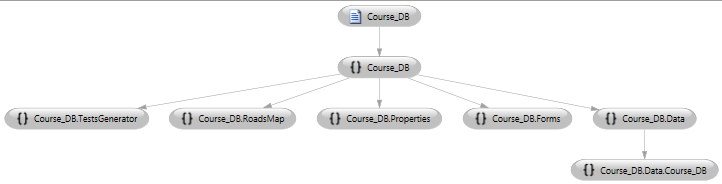 Course_DB
{} Course_DB
{} Course_DB.TestsGenerator
{} Course_DB.RoadsMap
{} Course_DB.Properties
{} Course_DB.Forms
{} Course_DB.Data
{} Course_DB.Data.Course_DB